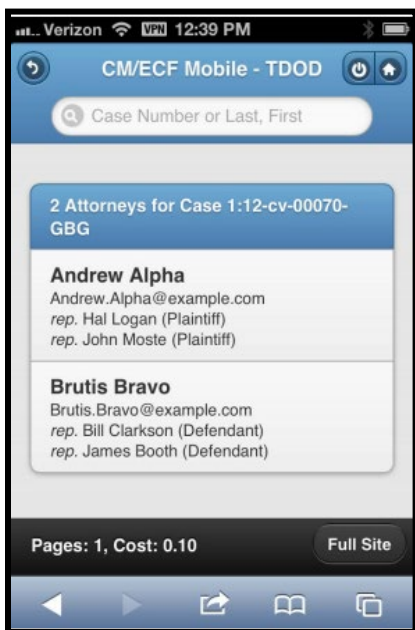 Verizon VPN 12:39 PM
CM/ECF Mobile - TDOD
Case Number or Last, First
2 Attorneys for Case 1:12-cv-00070-
GBG
Andrew Alpha
Andrew.Alpha@example.com
rep. Hal Logan (Plaintiff)
rep. John Moste (Plaintiff)
Brutis Bravo
Brutis.Bravo@example.com
rep. Bill Clarkson (Defendant)
rep. James Booth (Defendant)
Pages: 1, Cost: 0.10 Full Site